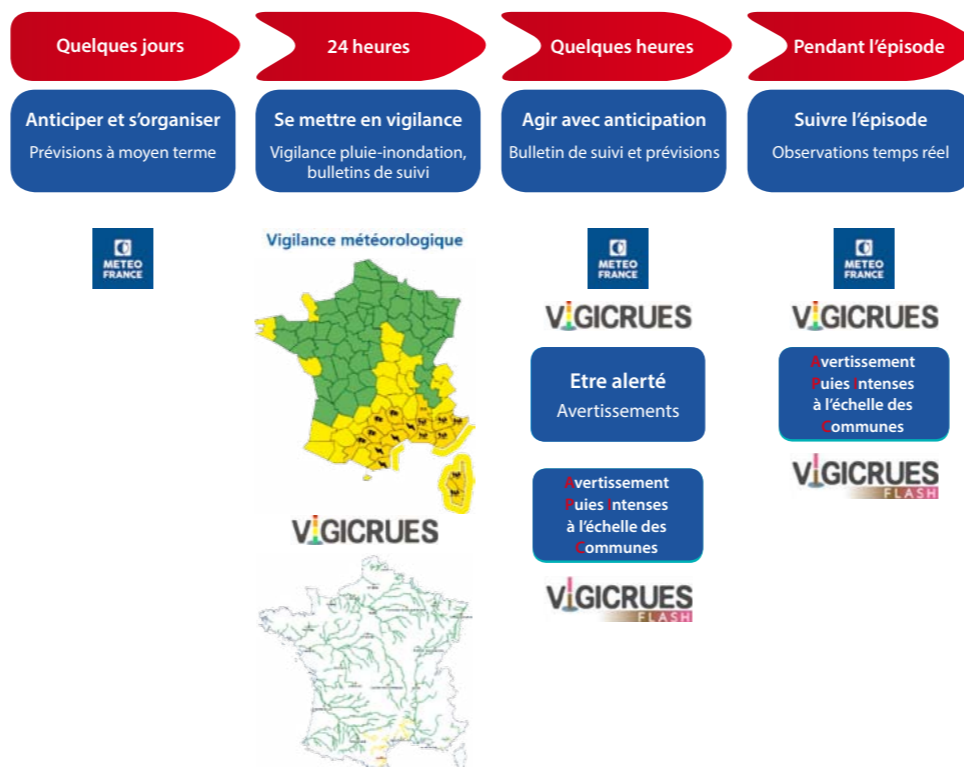 Quelques jours
24 heures
Quelques heures
Pendant l'épisode
Anticiper et s'organiser
Prévisions à moyen terme
Se mettre en vigilance
Vigilance pluie-inondation,
bulletins de suivi
Agir avec anticipation
Bulletin de suivi et prévisions
Suivre l'épisode
Observations temps réel
METEO
FRANCE
Vigilance météorologique
VIGICRUES
METEO
FRANCE
VIGICRUES
Etre alerté
Avertissements
Avertissement
Puies Intenses
à l'échelle des
Communes
VIGICRUES
FLASH
METEO
FRANCE
VIGICRUES
Avertissement
Puies Intenses
à l'échelle des
Communes
VIGICRUES
FLASH